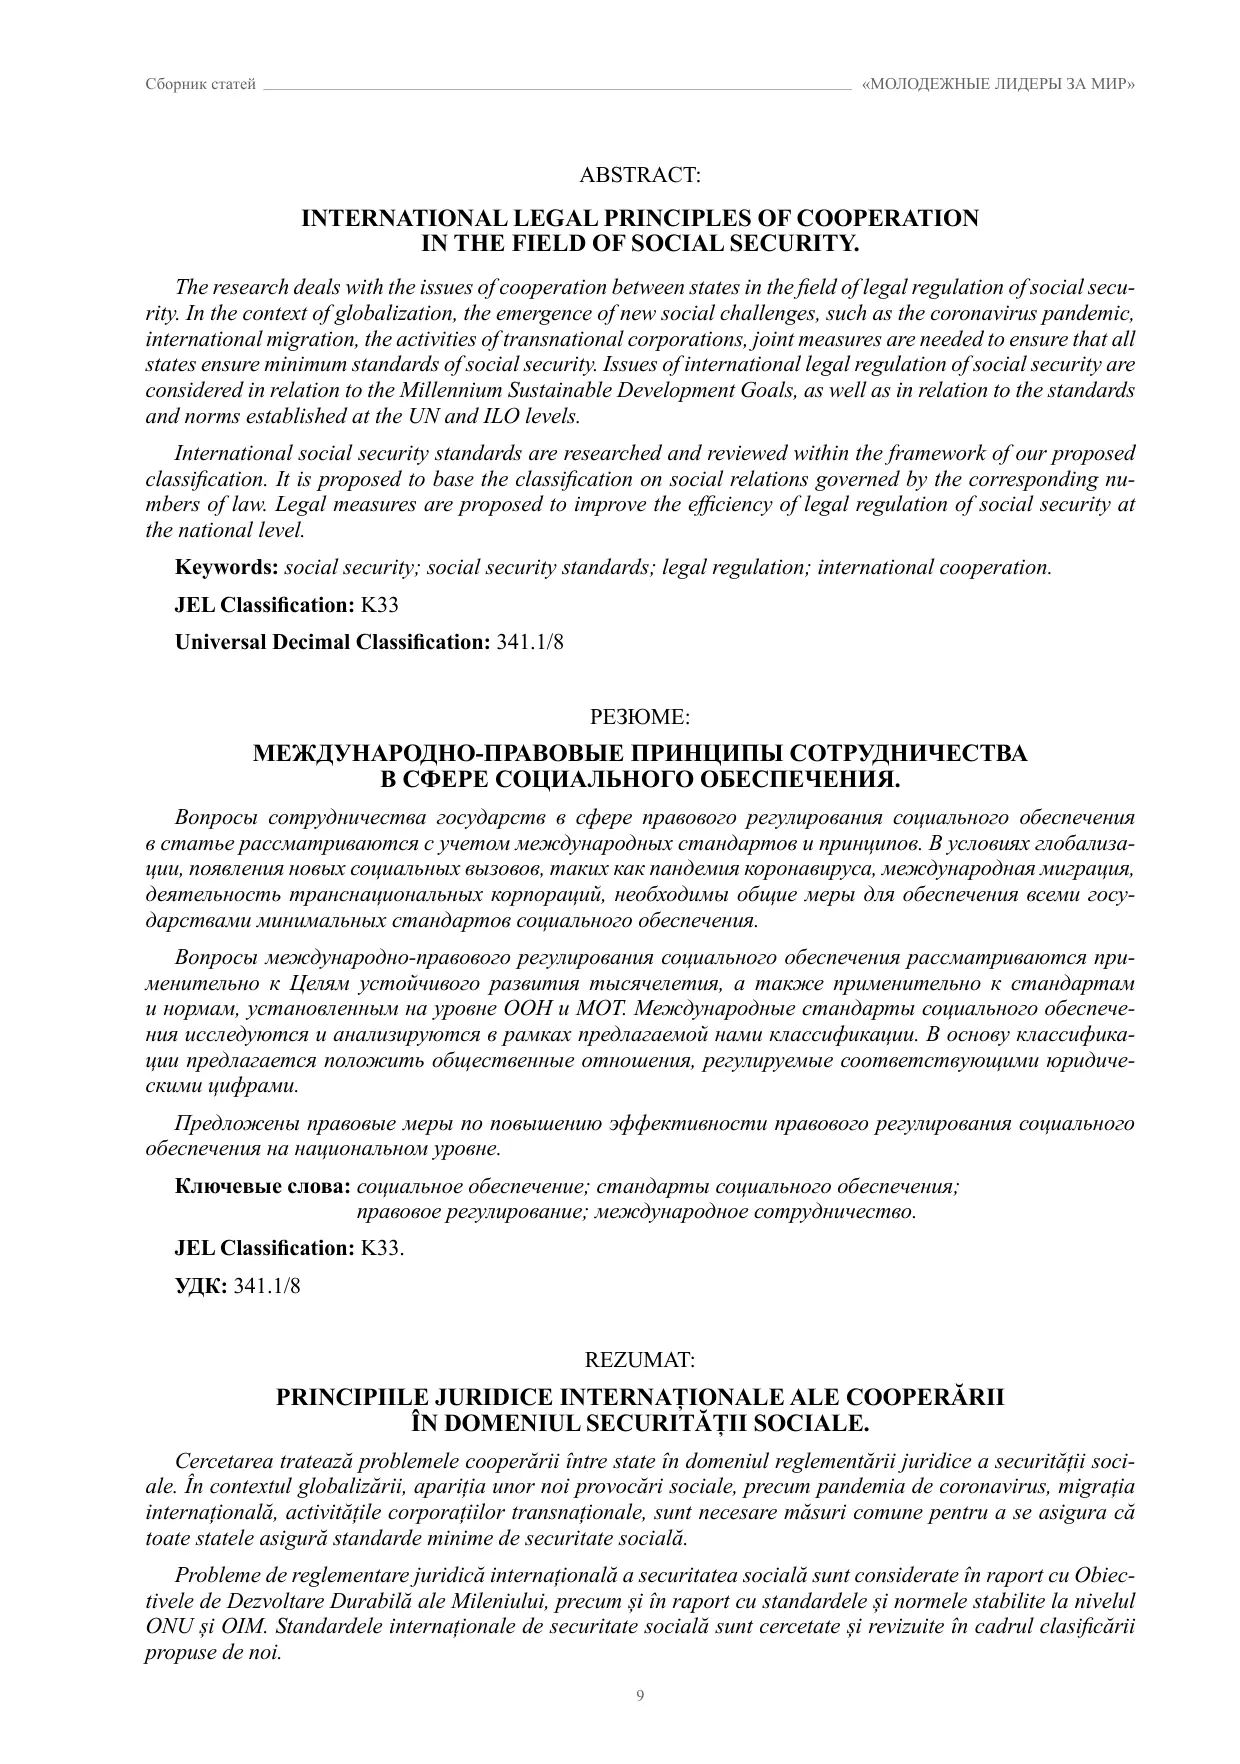 Сборник статей «МОЛОДЕЖНЫЕ ЛИДЕРЫ ЗА МИР»
ABSTRACT:
INTERNATIONAL LEGAL PRINCIPLES OF COOPERATION
IN THE FIELD OF SOCIAL SECURITY.
The research deals with the issues of cooperation between states in the field of legal regulation of social secu-
rity. In the context of globalization, the emergence of new social challenges, such as the coronavirus pandemic,
international migration, the activities of transnational corporations, joint measures are needed to ensure that all
states ensure minimum standards of social security. Issues of international legal regulation of social security are
considered in relation to the Millennium Sustainable Development Goals, as well as in relation to the standards
and norms established at the UN and ILO levels.
International social security standards are researched and reviewed within the framework of our proposed
classification. It is proposed to base the classification on social relations governed by the corresponding nu-
mbers of law. Legal measures are proposed to improve the efficiency of legal regulation of social security at
the national level.
Keywords: social security; social security standards; legal regulation; international cooperation.
JEL Classification: K33
Universal Decimal Classification: 341.1/8
РЕЗЮМЕ:
МЕЖДУНАРОДНО-ПРАВОВЫЕ ПРИНЦИПЫ СОТРУДНИЧЕСТВА
В СФЕРЕ СОЦИАЛЬНОГО ОБЕСПЕЧЕНИЯ.
Вопросы сотрудничества государств в сфере правового регулирования социального обеспечения
в статье рассматриваются с учетом международных стандартов и принципов. В условиях глобализа-
ции, появления новых социальных вызовов, таких как пандемия коронавируса, международная миграция,
деятельность транснациональных корпораций, необходимы общие меры для обеспечения всеми госу-
дарствами минимальных стандартов социального обеспечения.
Вопросы международно-правового регулирования социального обеспечения рассматриваются при-
менительно к Целям устойчивого развития тысячелетия, а также применительно к стандартам
и нормам, установленным на уровне ООН и МОТ. Международные стандарты социального обеспече-
ния исследуются и анализируются в рамках предлагаемой нами классификации. В основу классифика-
ции предлагается положить общественные отношения, регулируемые соответствующими юридиче-
скими цифрами.
Предложены правовые меры по повышению эффективности правового регулирования социального
обеспечения на национальном уровне.
Ключевые слова: социальное обеспечение; стандарты социального обеспечения;
правовое регулирование; международное сотрудничество.
JEL Classification: K33.
УДК: 341.1/8
REZUMAT:
PRINCIPIILE JURIDICE INTERNAȚIONALE ALE COOPERĂRII
ÎN DOMENIUL SECURITĂȚII SOCIALE.
Cercetarea tratează problemele cooperării între state în domeniul reglementării juridice a securității soci-
ale. În contextul globalizării, apariția unor noi provocări sociale, precum pandemia de coronavirus, migrația
internațională, activitățile corporațiilor transnaționale, sunt necesare măsuri comune pentru a se asigura că
toate statele asigură standarde minime de securitate socială.
Probleme de reglementare juridică internațională a securitatea socială sunt considerate în raport cu Obiec-
tivele de Dezvoltare Durabilă ale Mileniului, precum și în raport cu standardele și normele stabilite la nivelul
ONU și OIM. Standardele internaționale de securitate socială sunt cercetate și revizuite în cadrul clasificării
propuse de noi.
9